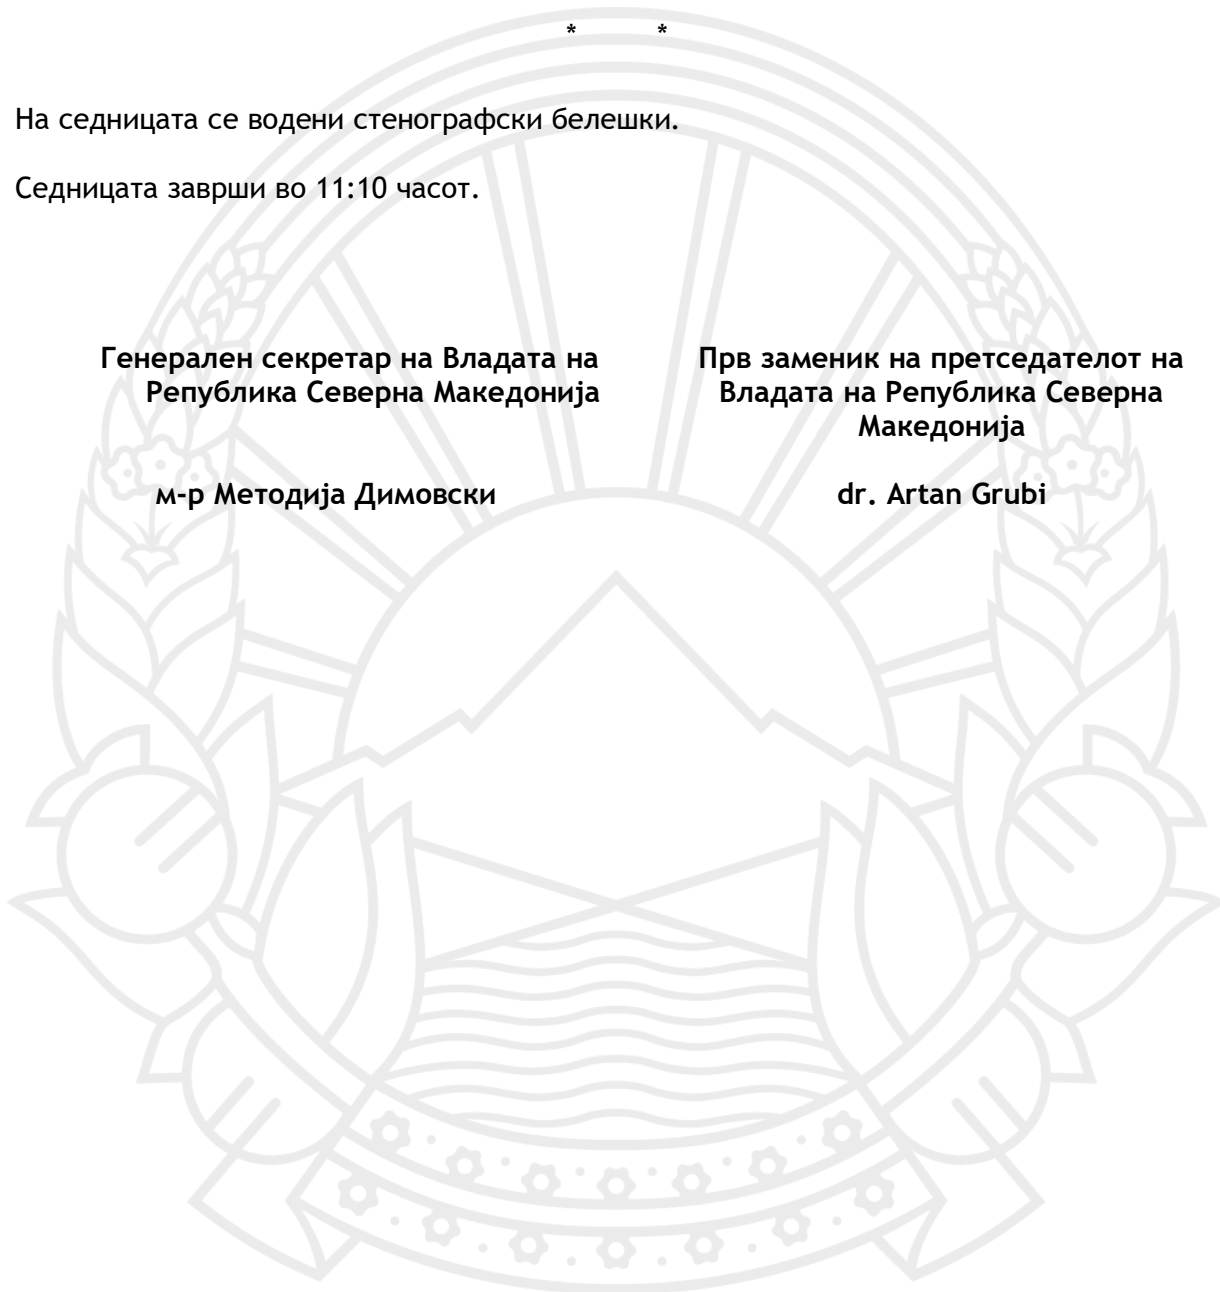 * *
На седницата се водени стенографски белешки.
Седницата заврши во 11:10 часот.
Генерален секретар на Владата на
Република Северна Македонија
м-р Методија Димовски
Прв заменик на претседателот на
Владата на Република Северна
Македонија
dr. Artan Grubi